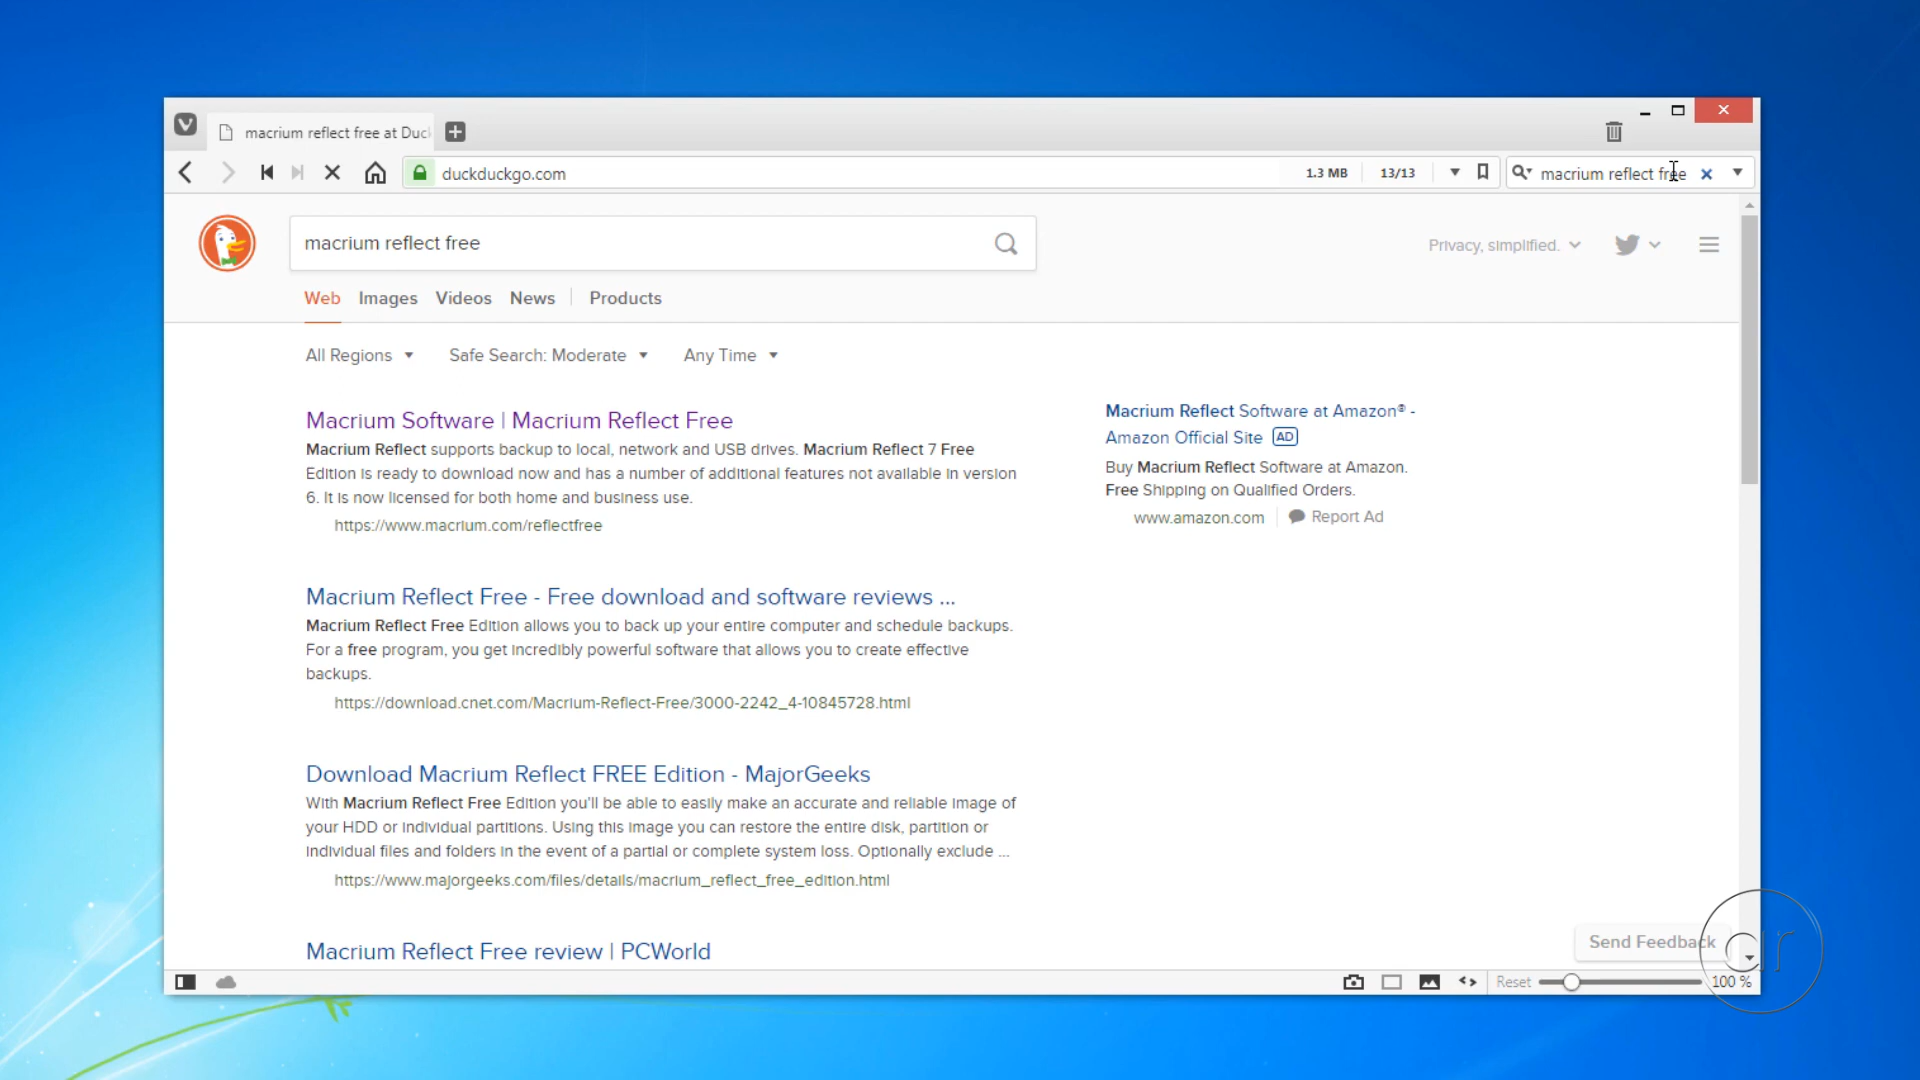 macrium reflect free at Duc
duckduckgo.com
1.3 MB
13/13
macrium reflect free
macrium reflect free
Privacy, simplified.
Web
Images
Videos
News
Products
All Regions
Safe Search: Moderate
Any Time
Macrium Software | Macrium Reflect Free
Macrium Reflect supports backup to local, network and USB drives. Macrium Reflect 7 Free
Edition is ready to download now and has a number of additional features not available in version
6. It is now licensed for both home and business use.
https://www.macrium.com/reflectfree
Macrium Reflect Software at Amazon® -
Amazon Official Site AD
Buy Macrium Reflect Software at Amazon.
Free Shipping on Qualified Orders.
www.amazon.com
Report Ad
Macrium Reflect Free - Free download and software reviews ...
Macrium Reflect Free Edition allows you to back up your entire computer and schedule backups.
For a free program, you get incredibly powerful software that allows you to create effective
backups.
https://download.cnet.com/Macrium-Reflect-Free/3000-2242_4-10845728.html
Download Macrium Reflect FREE Edition - MajorGeeks
With Macrium Reflect Free Edition you'll be able to easily make an accurate and reliable image of
your HDD or individual partitions. Using this image you can restore the entire disk, partition or
individual files and folders in the event of a partial or complete system loss. Optionally exclude ...
https://www.majorgeeks.com/files/details/macrium_reflect_free_edition.html
Macrium Reflect Free review | PCWorld
Send Feedback
Reset
100 %